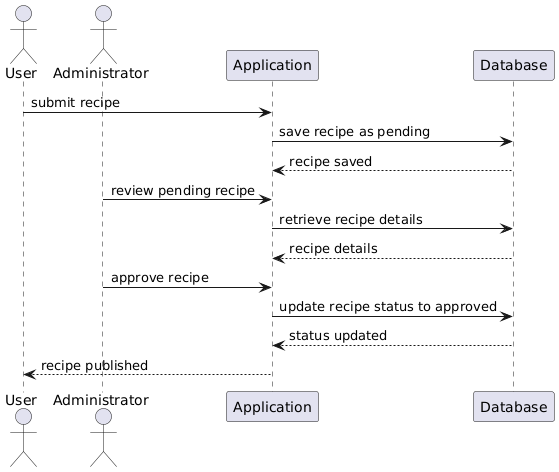 User
Administrator
Application
Database
submit recipe
save recipe as pending
recipe saved
review pending recipe
retrieve recipe details
recipe details
approve recipe
update recipe status to approved
status updated
recipe published
User
Administrator
Application
Database